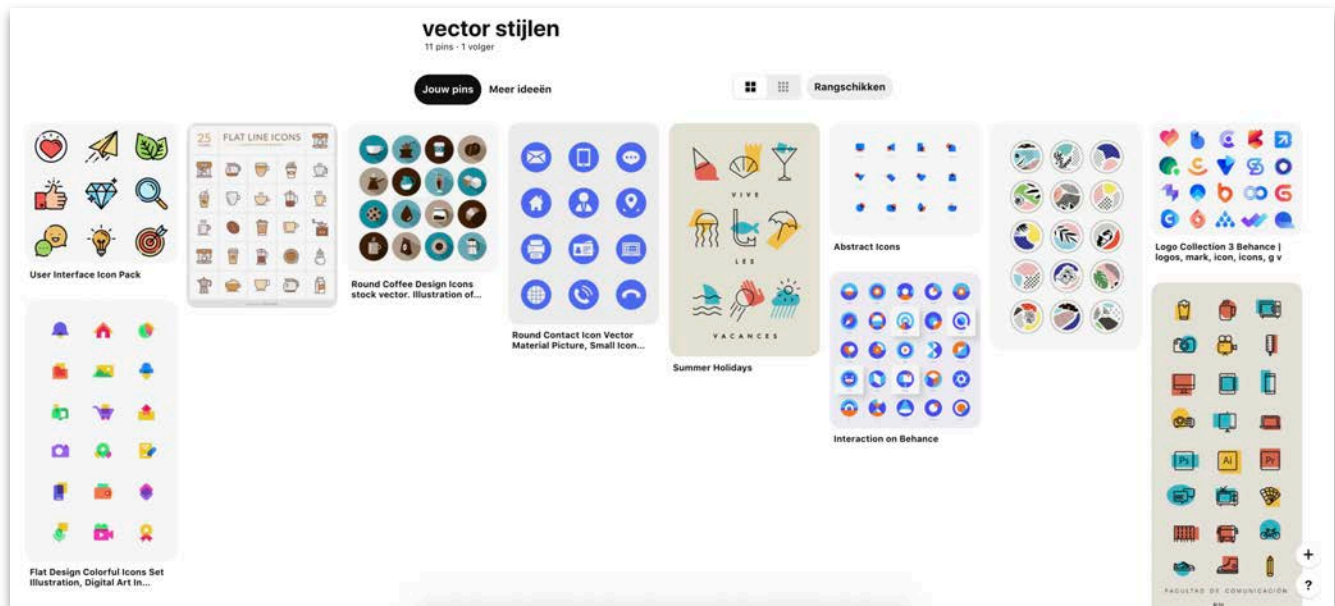 vector stijlen
11 pins · 1 volger
Jouw pins
Meer ideeën
Rangschikken
User Interface Icon Pack
25
FLAT LINE ICONS
Round Coffee Design Icons
stock vector. Illustration of...
Round Contact Icon Vector
Material Picture, Small Icon...
VIVE
LES
VACANCES
Summer Holidays
Abstract Icons
Interaction on Behance
Logo Collection 3 Behance |
logos, mark, icon, icons, g v
Flat Design Colorful Icons Set
Illustration, Digital Art In...
Ps
Ai
Pr
FACULTAD DE COMUNICACIÓN
+
?